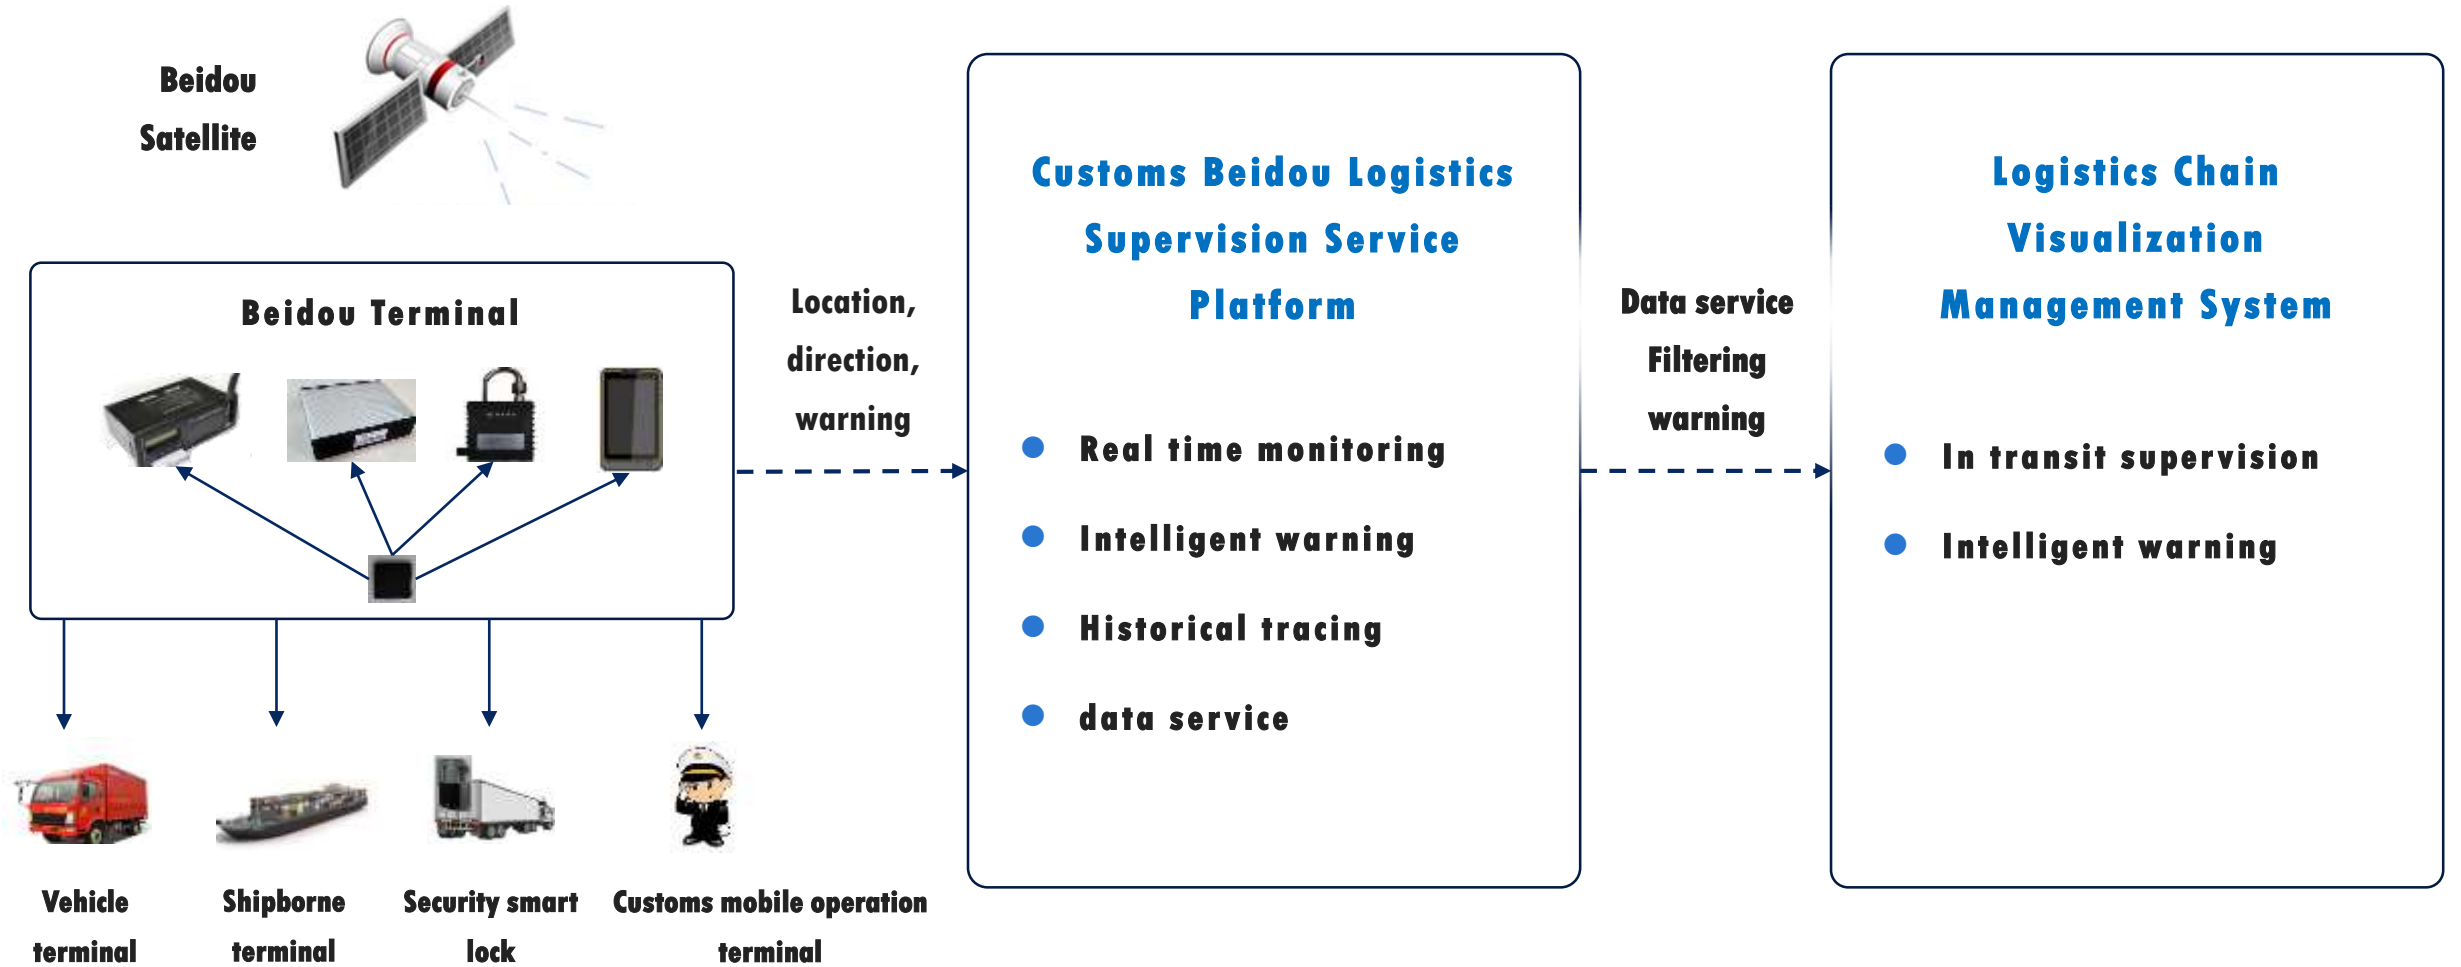 Beidou
Satellite
Beidou Terminal
Vehicle
terminal
Shipborne
terminal
Security smart
lock
Customs mobile operation
terminal
Location,
direction,
warning
Customs Beidou Logistics
Supervision Service
Platform
Real time monitoring
Intelligent warning
Historical tracing
data service
Data service
Filtering
warning
Logistics Chain
Visualization
Management System
In transit supervision
Intelligent warning